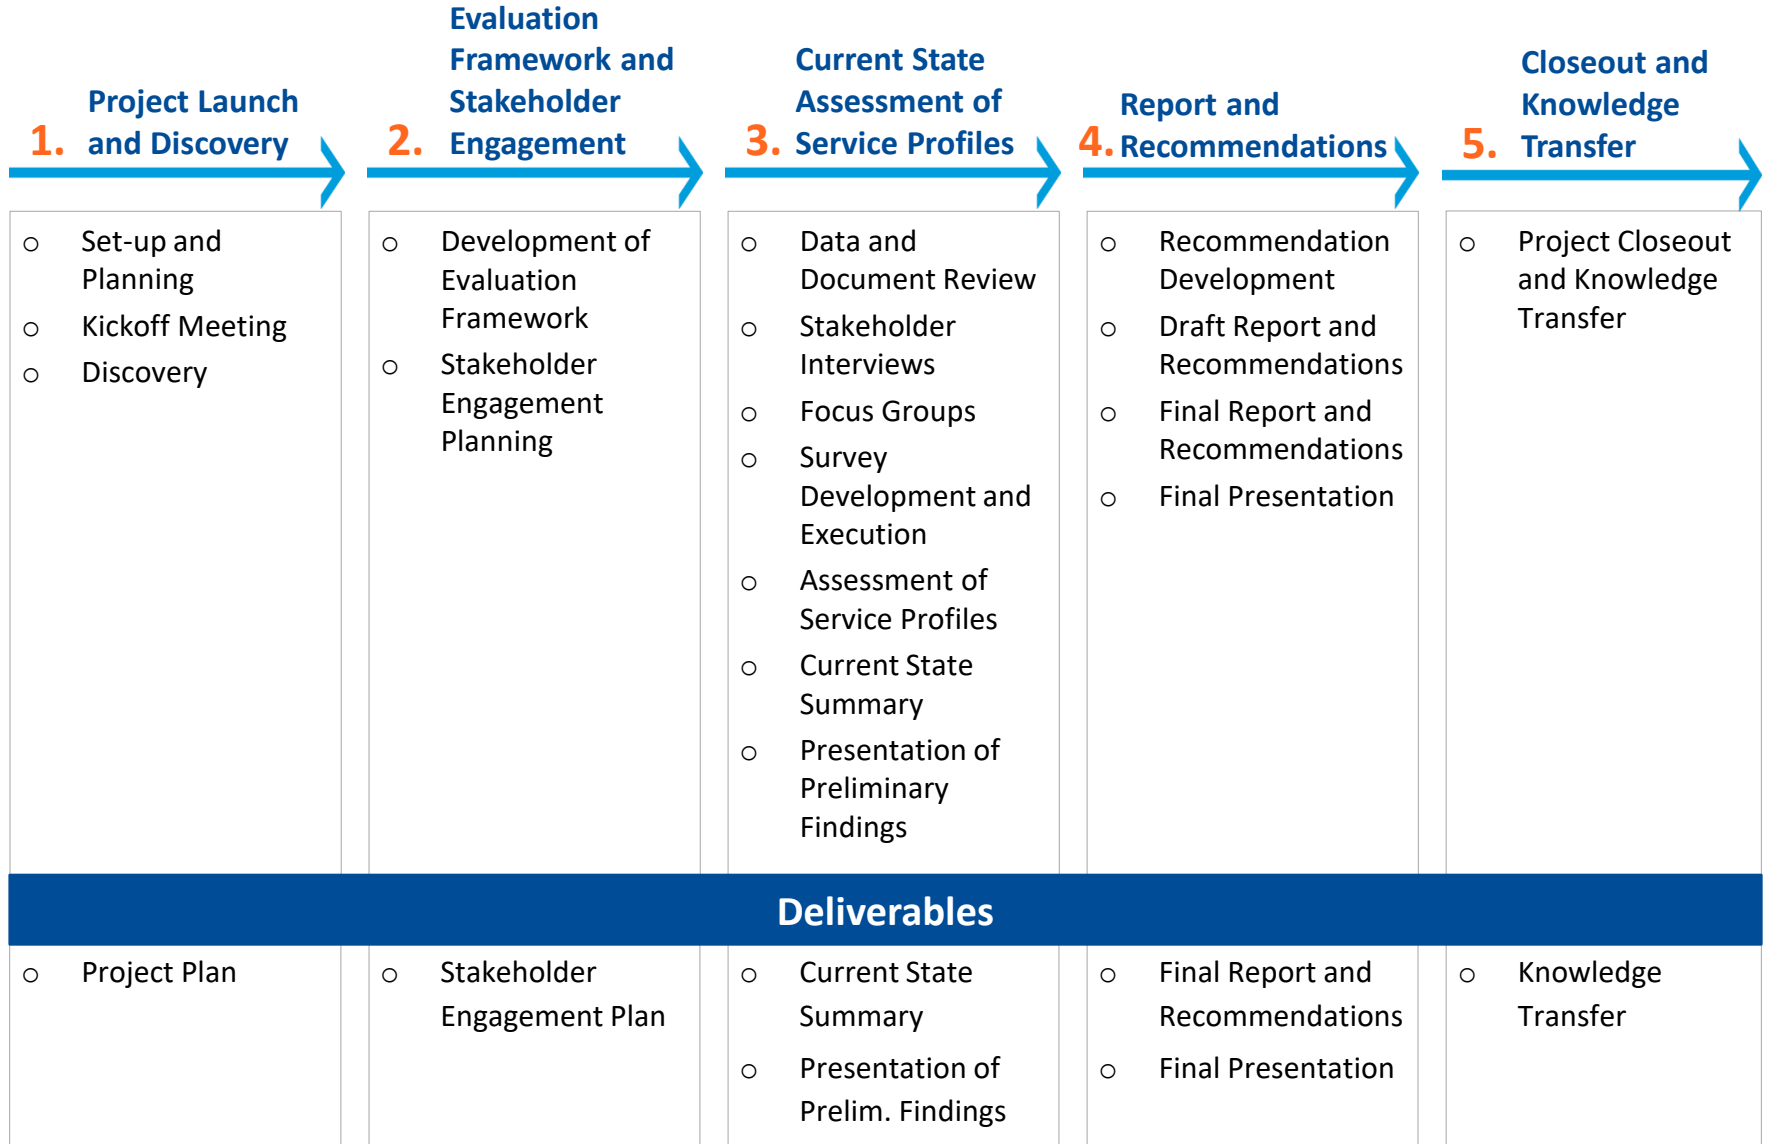 1. Project Launch
and Discovery
2. Evaluation
Framework and
Stakeholder
Engagement
3. Current State
Assessment of
Service Profiles
4. Report and
Recommendations
5. Closeout and
Knowledge
Transfer
o Set-up and
Planning
o Kickoff Meeting
o Discovery
o Development of
Evaluation
Framework
o Stakeholder
Engagement
Planning
o Data and
Document Review
o Stakeholder
Interviews
o Focus Groups
o Survey
Development and
Execution
o Assessment of
Service Profiles
o Current State
Summary
o Presentation of
Preliminary
Findings
o Recommendation
Development
o Draft Report and
Recommendations
o Final Report and
Recommendations
o Final Presentation
o Project Closeout
and Knowledge
Transfer
Deliverables
o Project Plan
o Stakeholder
Engagement Plan
o Current State
Summary
o Presentation of
Prelim. Findings
o Final Report and
Recommendations
o Final Presentation
o Knowledge
Transfer